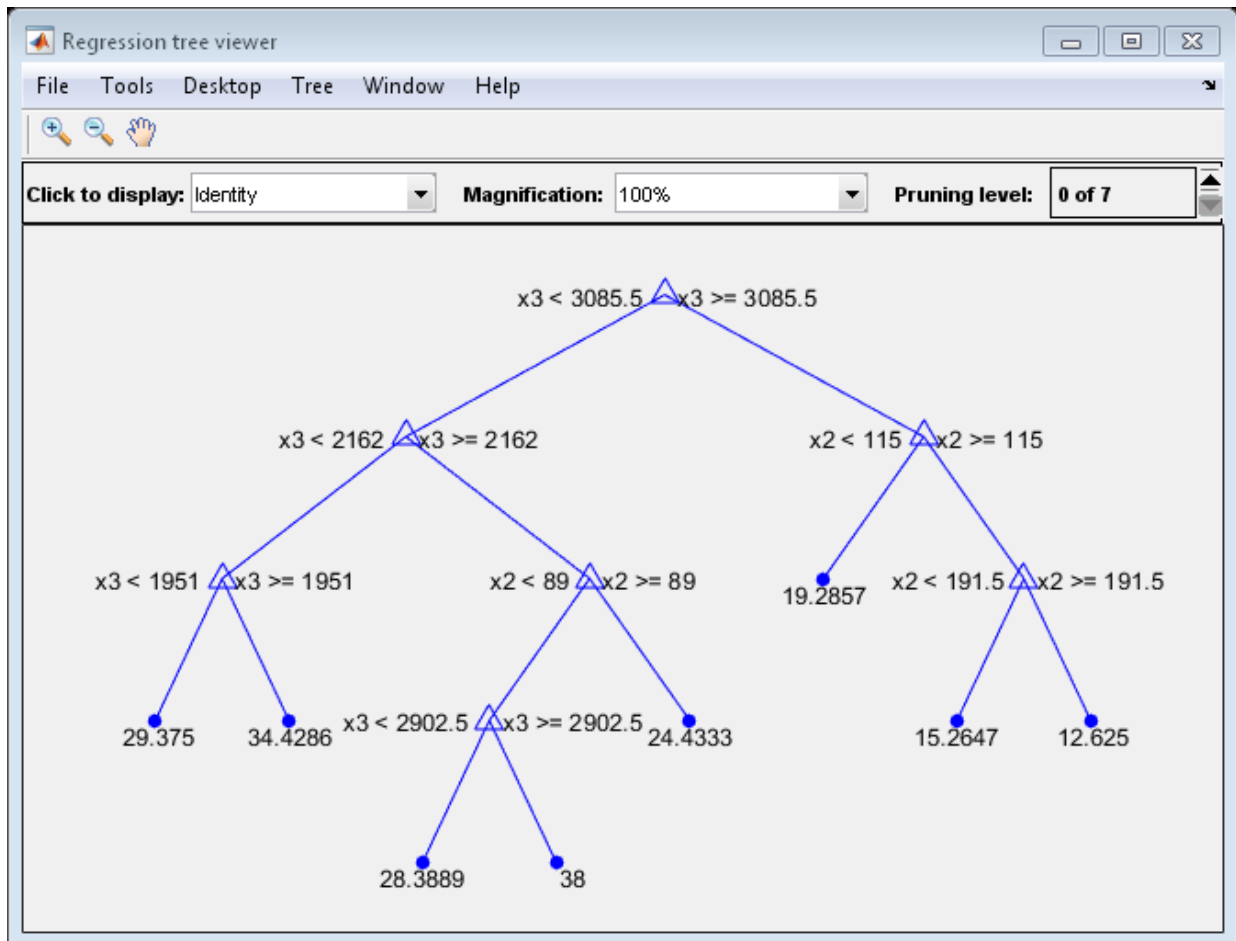 Regression tree viewer
File Tools Desktop Tree Window Help
Click to display: Identity Magnification: 100% Pruning level: 0 of 7
x3 < 3085.5 x3 >= 3085.5
x3 < 2162 x3 >= 2162 x2 < 115 x2 >= 115
x3 < 1951 x3 >= 1951 x2 < 89 x2 >= 89 19.2857 x2 < 191.5 x2 >= 191.5
29.375 34.4286 x3 < 2902.5 x3 >= 2902.5 24.4333 15.2647 12.625
28.3889 38